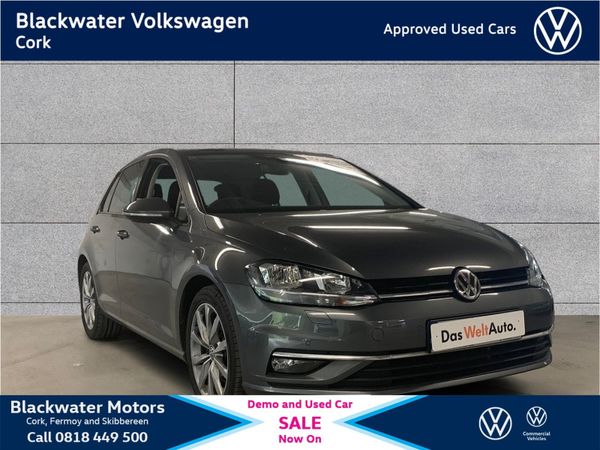 Blackwater Volkswagen
Cork
Approved Used Cars
Das WeltAuto.
Blackwater Motors
Cork, Fermoy and Skibbereen
Call 0818 449 500
Demo and Used Car
SALE
Now On
Commercial
Vehicles